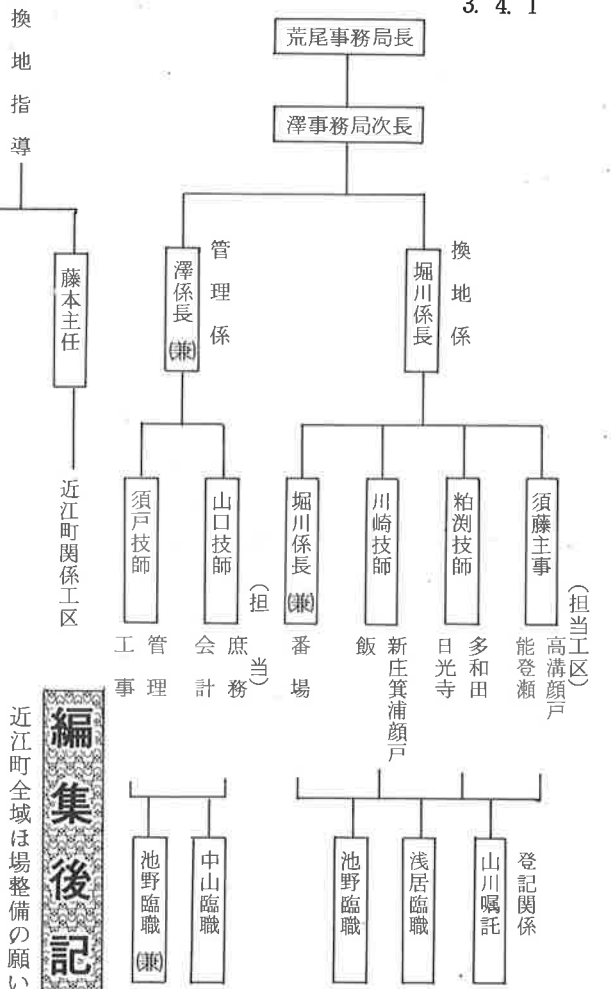 3. 4. 1
荒尾事務局長
澤事務局次長
換地係
堀川係長
管理係
澤係長㈱
換地指導
藤本主任
近江町関係工区
(担当工区)
須藤主事
高溝顔戸
能登瀬
粕渕技師
多和田
日光寺
川崎技師
新庄箕浦顔戸
飯
堀川係長(兼)
番場
(担当)
山口技師
庶務
会計
須戸技師
管理
工事
登記関係
山川嘱託
浅居臨職
池野臨職
中山臨職
池野臨職(兼)
編集後記
近江町全域ほ場整備の願い